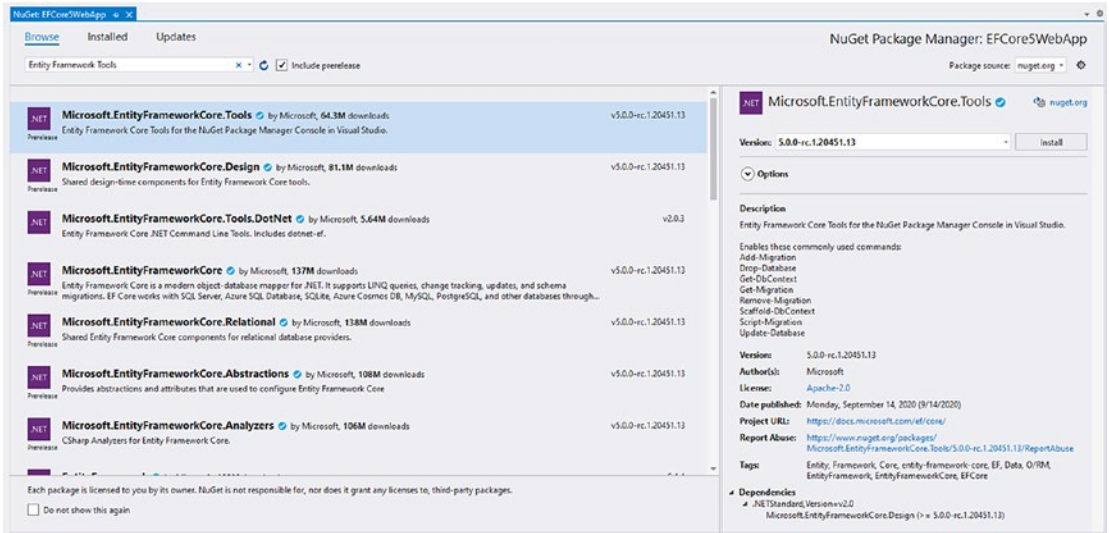 NuGet: EFCore5WebApp
Browse Installed Updates
NuGet Package Manager: EFCore5WebApp
Entity Framework Tools
Include prerelease
Package source: nuget.org
.NET
Prerelease
Microsoft.EntityFrameworkCore.Tools by Microsoft, 64.3M downloads
v5.0.0-rc.1.20451.13
Entity Framework Core Tools for the NuGet Package Manager Console in Visual Studio.
.NET
Prerelease
Microsoft.EntityFrameworkCore.Design by Microsoft, 81.1M downloads
v5.0.0-rc.1.20451.13
Shared design-time components for Entity Framework Core tools.
.NET
Microsoft.EntityFrameworkCore.Tools.DotNet by Microsoft, 5.64M downloads
v2.0.3
Entity Framework Core .NET Command Line Tools. Includes dotnet-ef.
.NET
Prerelease
Microsoft.EntityFrameworkCore by Microsoft, 137M downloads
v5.0.0-rc.1.20451.13
Entity Framework Core is a modern object-database mapper for .NET. It supports LINQ queries, change tracking, updates, and schema
migrations. EF Core works with SQL Server, Azure SQL Database, SQLite, Azure Cosmos DB, MySQL, PostgreSQL, and other databases through...
.NET
Prerelease
Microsoft.EntityFrameworkCore.Relational by Microsoft, 138M downloads
v5.0.0-rc.1.20451.13
Shared Entity Framework Core components for relational database providers.
.NET
Prerelease
Microsoft.EntityFrameworkCore.Abstractions by Microsoft, 108M downloads
v5.0.0-rc.1.20451.13
Provides abstractions and attributes that are used to configure Entity Framework Core
.NET
Prerelease
Microsoft.EntityFrameworkCore.Analyzers by Microsoft, 106M downloads
v5.0.0-rc.1.20451.13
CSharp Analyzers for Entity Framework Core.
Each package is licensed to you by its owner. NuGet is not responsible for, nor does it grant any licenses to, third-party packages.
Do not show this again
.NET Microsoft.EntityFrameworkCore.Tools
nuget.org
Version: 5.0.0-rc.1.20451.13
Install
Options
Description
Entity Framework Core Tools for the NuGet Package Manager Console in Visual Studio.
Enables these commonly used commands:
Add-Migration
Drop-Database
Get-DbContext
Get-Migration
Remove-Migration
Scaffold-DbContext
Script-Migration
Update-Database
Version: 5.0.0-rc.1.20451.13
Author(s): Microsoft
License: Apache-2.0
Date published: Monday, September 14, 2020 (9/14/2020)
Project URL: https://docs.microsoft.com/ef/core/
Report Abuse: https://www.nuget.org/packages/
Microsoft.EntityFrameworkCore.Tools/5.0.0-rc.1.20451.13/ReportAbuse
Tags: Entity, Framework, Core, entity-framework-core, EF, Data, O/RM,
EntityFramework, EntityFrameworkCore, EFCore
Dependencies
.NETStandard,Version=v2.0
Microsoft.EntityFrameworkCore.Design (>= 5.0.0-rc.1.20451.13)